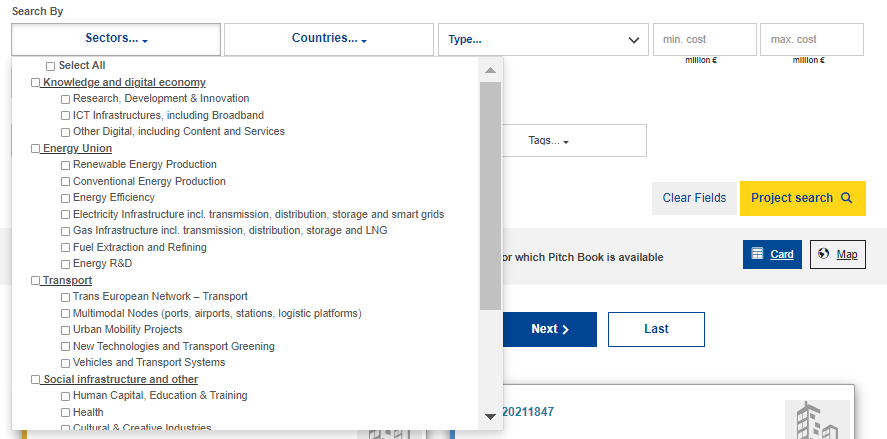 Search By
Sectors...
Countries...
Type...
min. cost
max. cost
million €
million €
Select All
Knowledge and digital economy
Research, Development & Innovation
ICT Infrastructures, including Broadband
Other Digital, including Content and Services
Energy Union
Renewable Energy Production
Conventional Energy Production
Energy Efficiency
Electricity Infrastructure incl. transmission, distribution, storage and smart grids
Gas Infrastructure incl. transmission, distribution, storage and LNG
Fuel Extraction and Refining
Energy R&D
Transport
Trans European Network – Transport
Multimodal Nodes (ports, airports, stations, logistic platforms)
Urban Mobility Projects
New Technologies and Transport Greening
Vehicles and Transport Systems
Social infrastructure and other
Human Capital, Education & Training
Health
Cultural & Creative Industries
Tags...
Clear Fields
Project search
or which Pitch Book is available
Card
Map
Next
Last
20211847